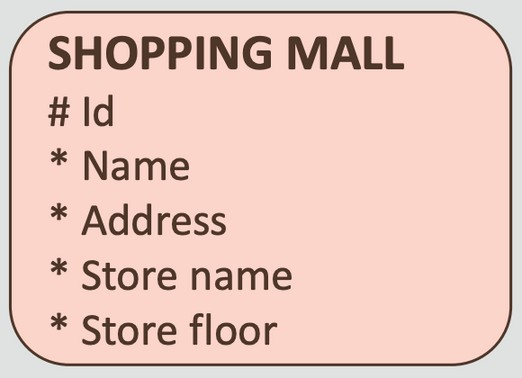 SHOPPING MALL
# Id
* Name
* Address
* Store name
* Store floor